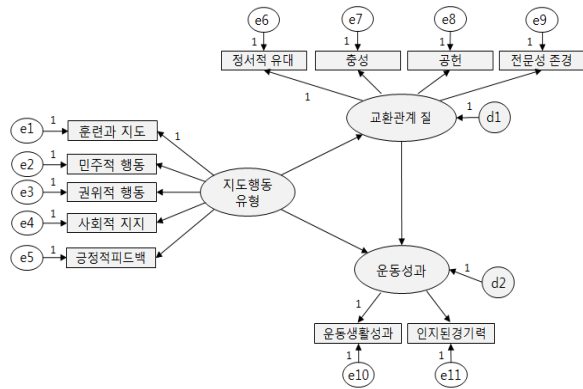 e6
e7
e8
e9
1
1
1
1
정서적 유대
충성
공헌
전문성 존경
1
교환관계 질
1
d1
e1
1
훈련과 지도
1
e2
1
민주적 행동
e3
1
권위적 행동
지도행동
유형
e4
1
사회적 지지
e5
1
긍정적피드백
운동성과
1
d2
1
운동생활성과
인지된경기력
1
1
e10
e11